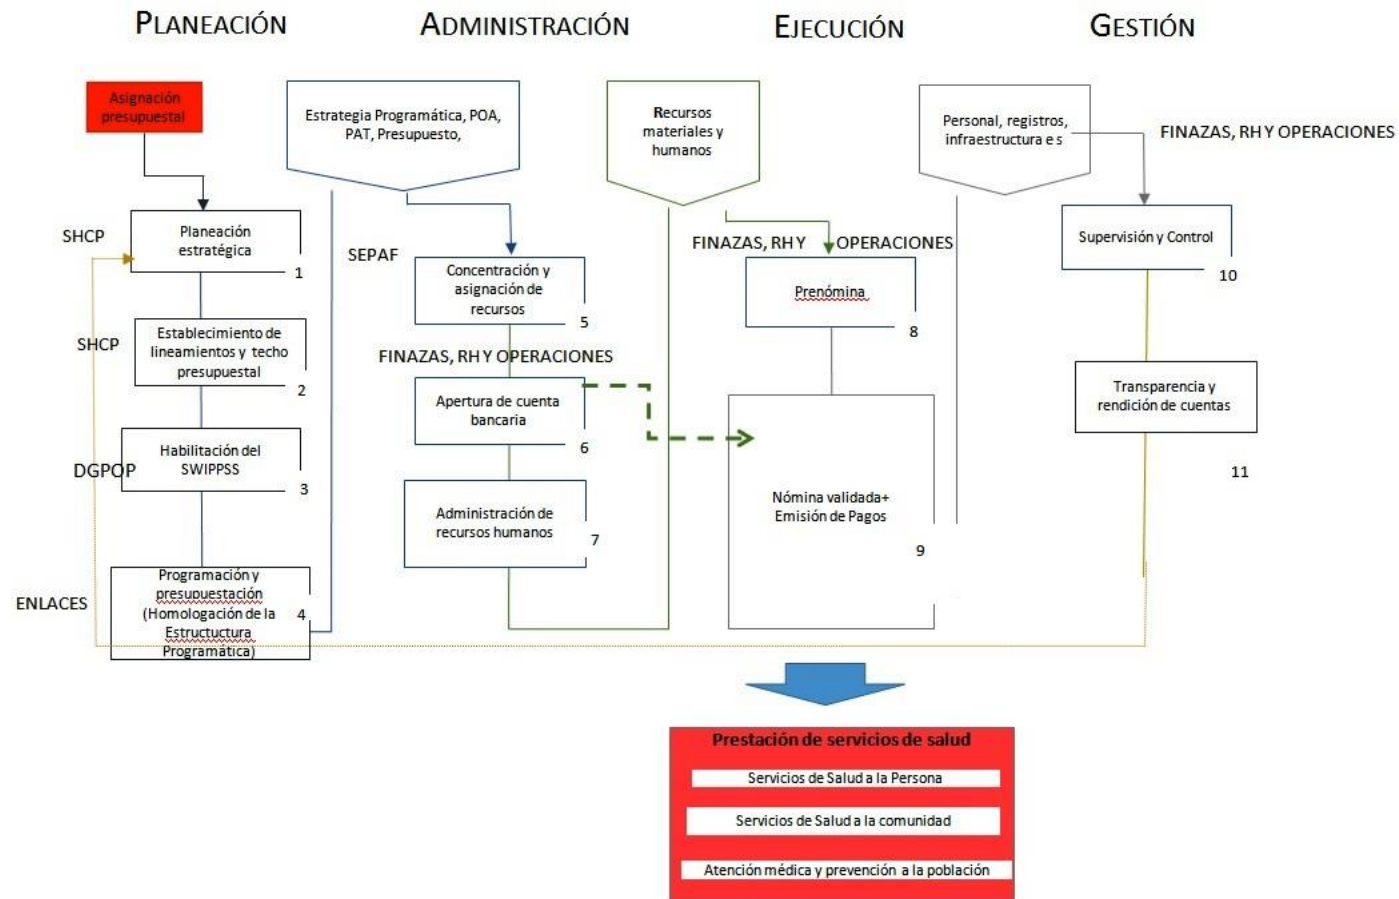 PLANEACIÓN
ADMINISTRACIÓN
EJECUCIÓN
GESTIÓN
Asignación
presupuestal
SHCP
Planeación
estratégica
1
SHCP
Establecimiento de
lineamientos y techo
presupuestal
2
DGPOP
Habilitación del
SWIPPSS
3
ENLACES
Programación y
presupuestación
(Homologación de la
Estructuctura
Programática)
4
Estrategia Programática, POA,
PAT, Presupuesto,
SEPAF
Concentración y
asignación de
recursos
5
FINAZAS, RH Y OPERACIONES
Apertura de cuenta
bancaria
6
Administración de
recursos humanos
7
Recursos
materiales y
humanos
FINAZAS, RH Y OPERACIONES
Prenómina
8
Nómina validada+
Emisión de Pagos
9
Personal, registros,
infraestructura e s
FINAZAS, RH Y OPERACIONES
Supervisión y Control
10
Transparencia y
rendición de cuentas
11
Prestación de servicios de salud
Servicios de Salud a la Persona
Servicios de Salud a la comunidad
Atención médica y prevención a la población